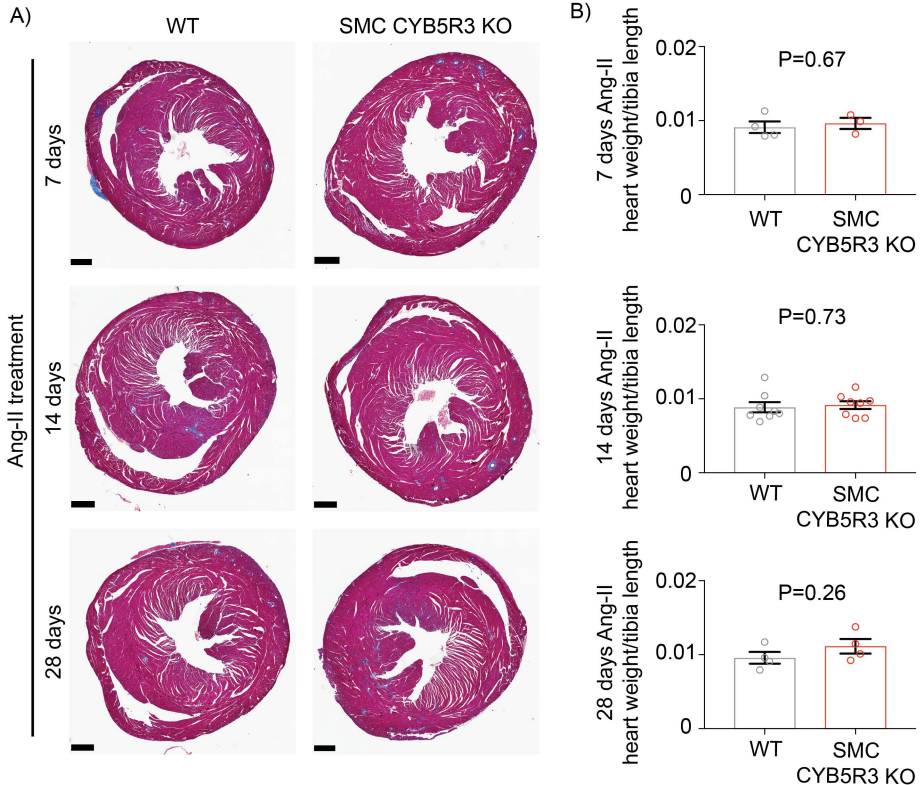 A)
WT
SMC CYB5R3 KO
Ang-II treatment
7 days
14 days
28 days
B)
7 days Ang-II
heart weight/tibia length
0.02
0.01
0
P=0.67
WT
SMC
CYB5R3 KO
14 days Ang-II
heart weight/tibia length
0.02
0.01
0
P=0.73
WT
SMC
CYB5R3 KO
28 days Ang-II
heart weight/tibia length
0.02
0.01
0
P=0.26
WT
SMC
CYB5R3 KO